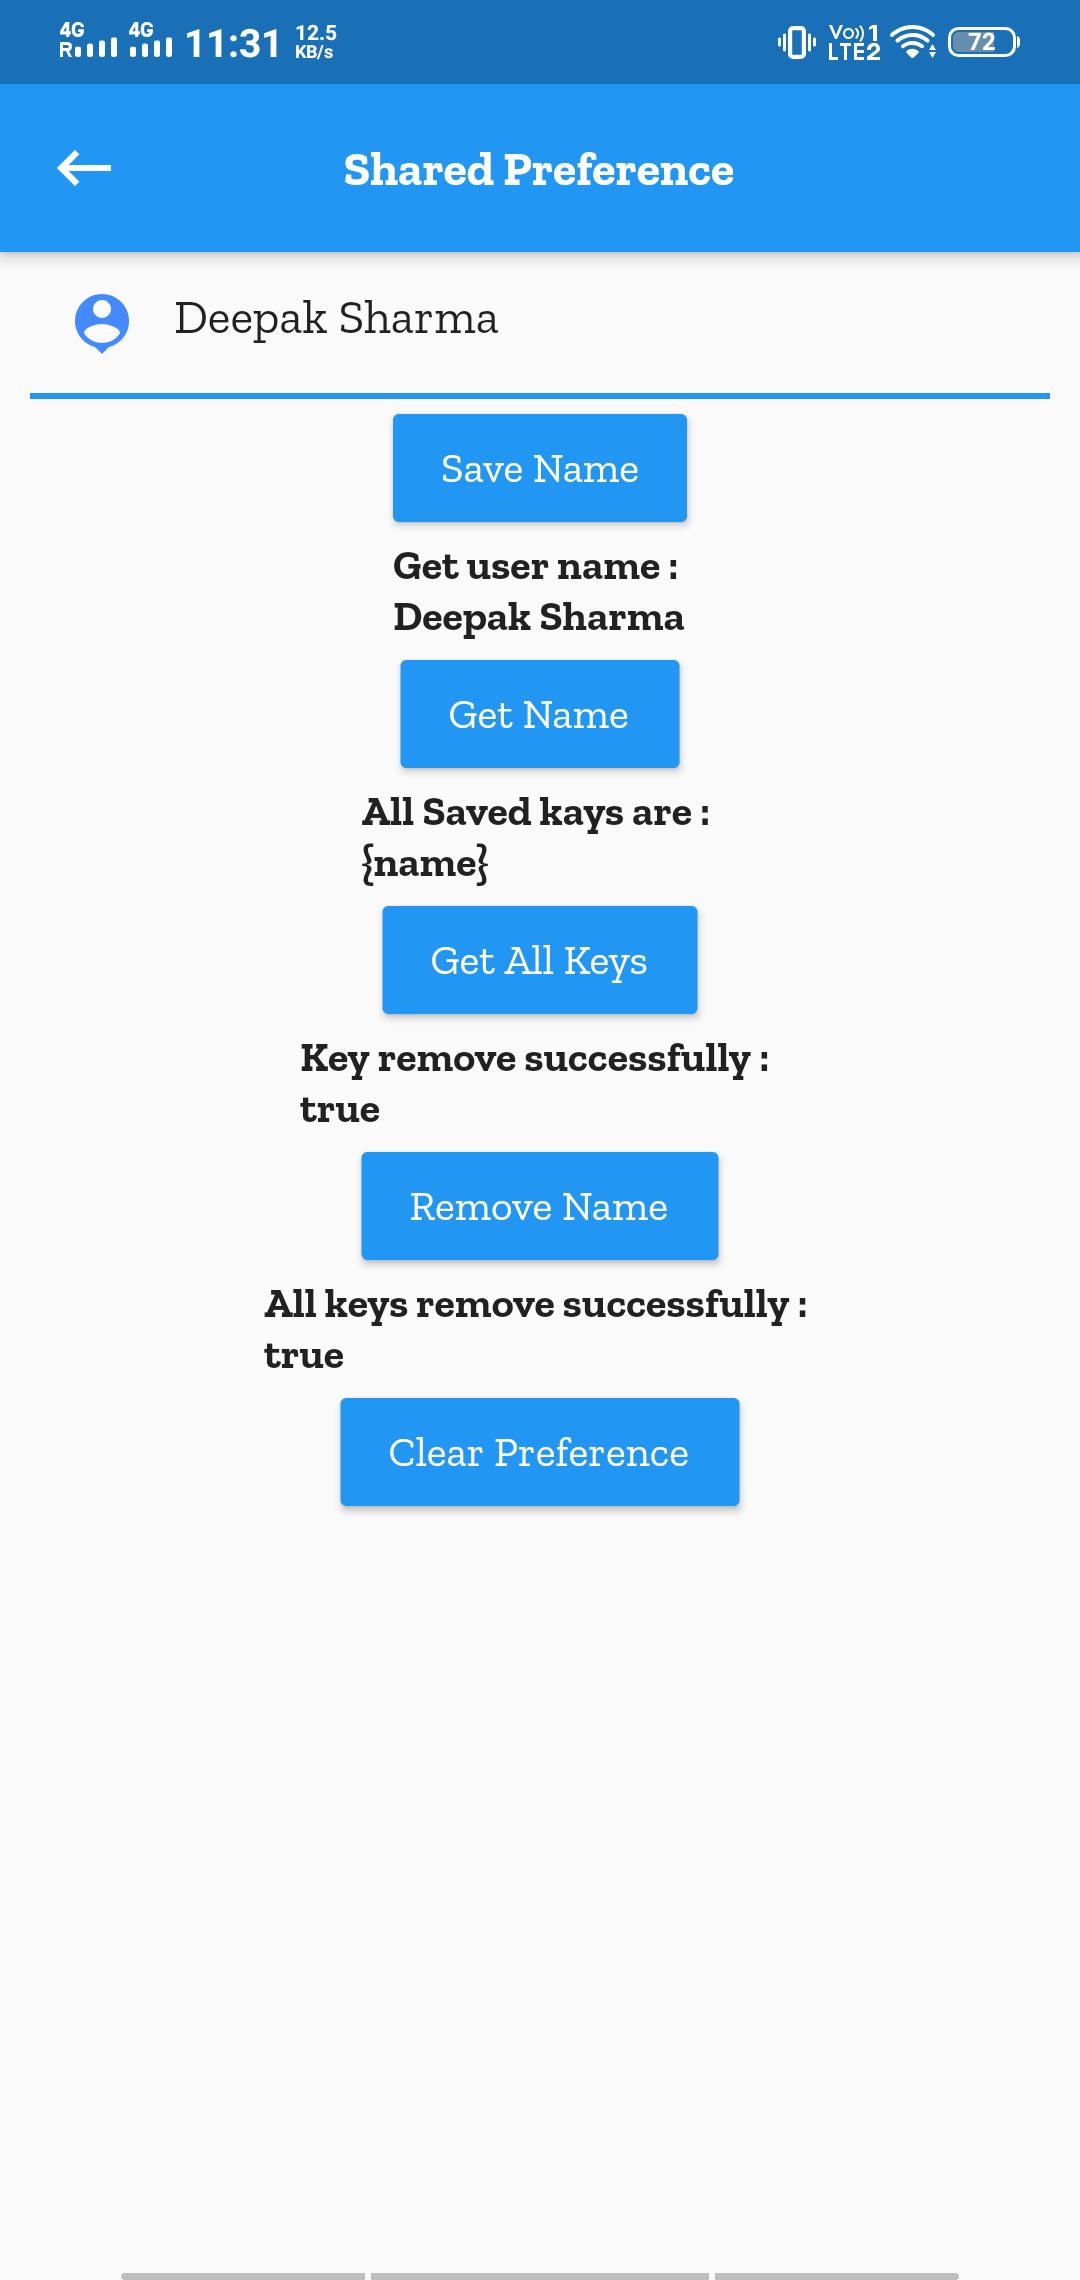 4G 4G 11:31 12.5 Vo)) 1 72
R KB/s LTE2
Shared Preference
Deepak Sharma
Save Name
Get user name :
Deepak Sharma
Get Name
All Saved kays are :
{name}
Get All Keys
Key remove successfully :
true
Remove Name
All keys remove successfully :
true
Clear Preference